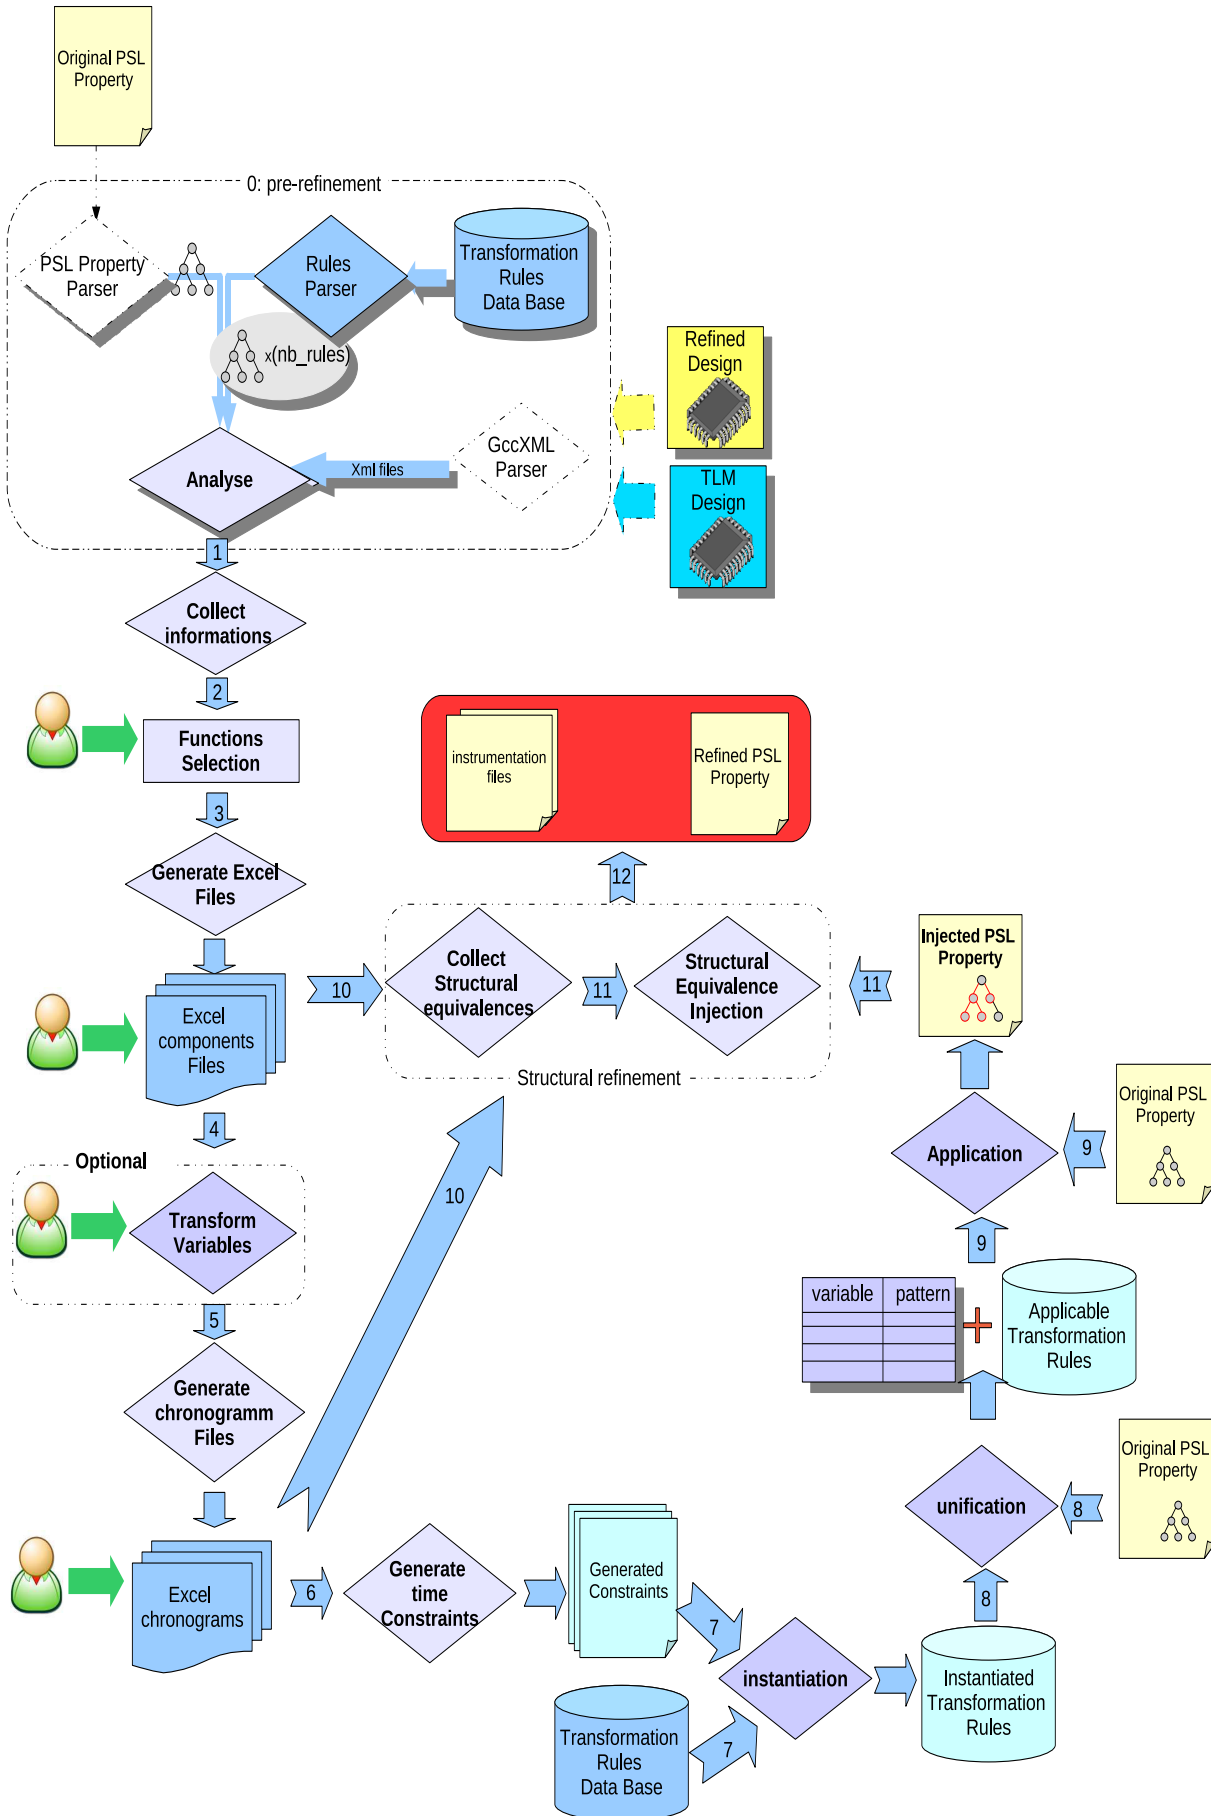 Original PSL
Property
0: pre-refinement
PSL Property
Parser
Rules
Parser
Transformation
Rules
Data Base
x(nb_rules)
Refined
Design
GccXML
Parser
Xml files
Analyse
TLM
Design
1
Collect
informations
2
Functions
Selection
instrumentation
files
Refined PSL
Property
3
Generate Excel
Files
12
Collect
Structural
equivalences
Structural
Equivalence
Injection
Injected PSL
Property
10
11
11
Excel
components
Files
Structural refinement
4
Original PSL
Property
Application
9
Optional
Transform
Variables
10
9
variable
pattern
Applicable
Transformation
Rules
5
Generate
chronogramm
Files
Original PSL
Property
unification
8
Excel
chronograms
6
Generate
time
Constraints
Generated
Constraints
8
7
instantiation
Instantiated
Transformation
Rules
7
Transformation
Rules
Data Base